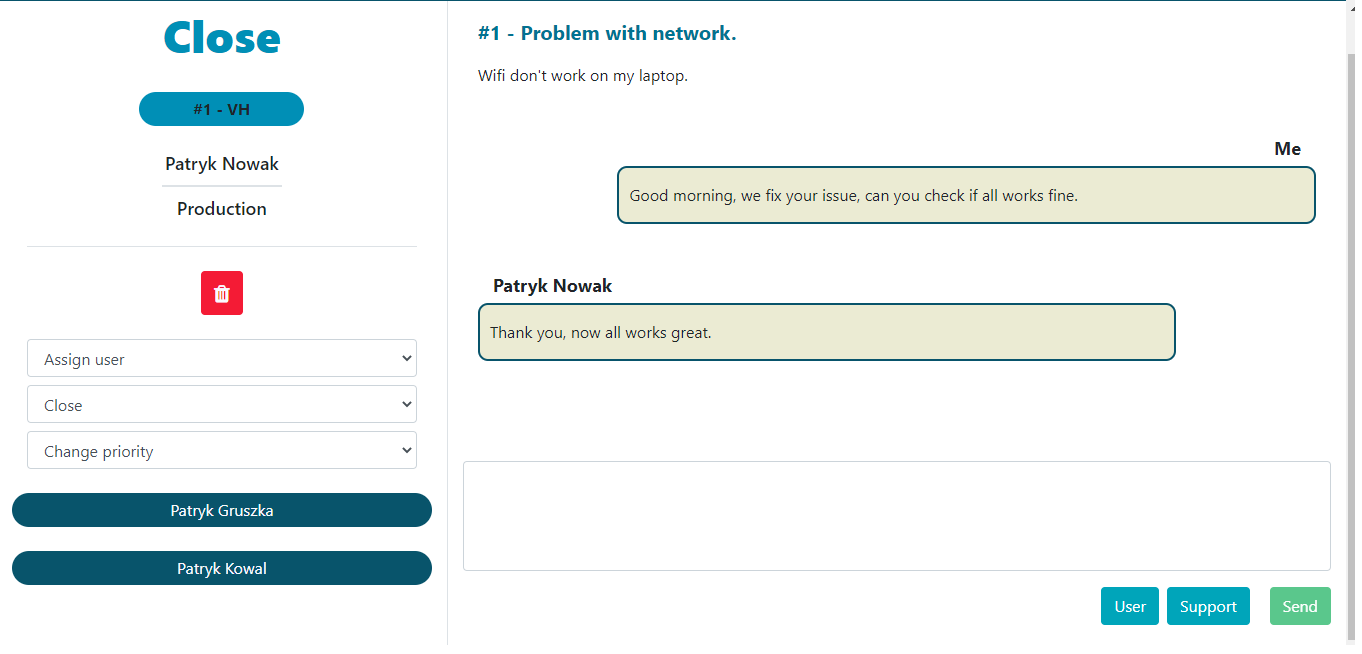 Close
#1 - VH
Patryk Nowak
Production
Assign user
Close
Change priority
Patryk Gruszka
Patryk Kowal
#1 - Problem with network.
Wifi don't work on my laptop.
Me
Good morning, we fix your issue, can you check if all works fine.
Patryk Nowak
Thank you, now all works great.
User
Support
Send